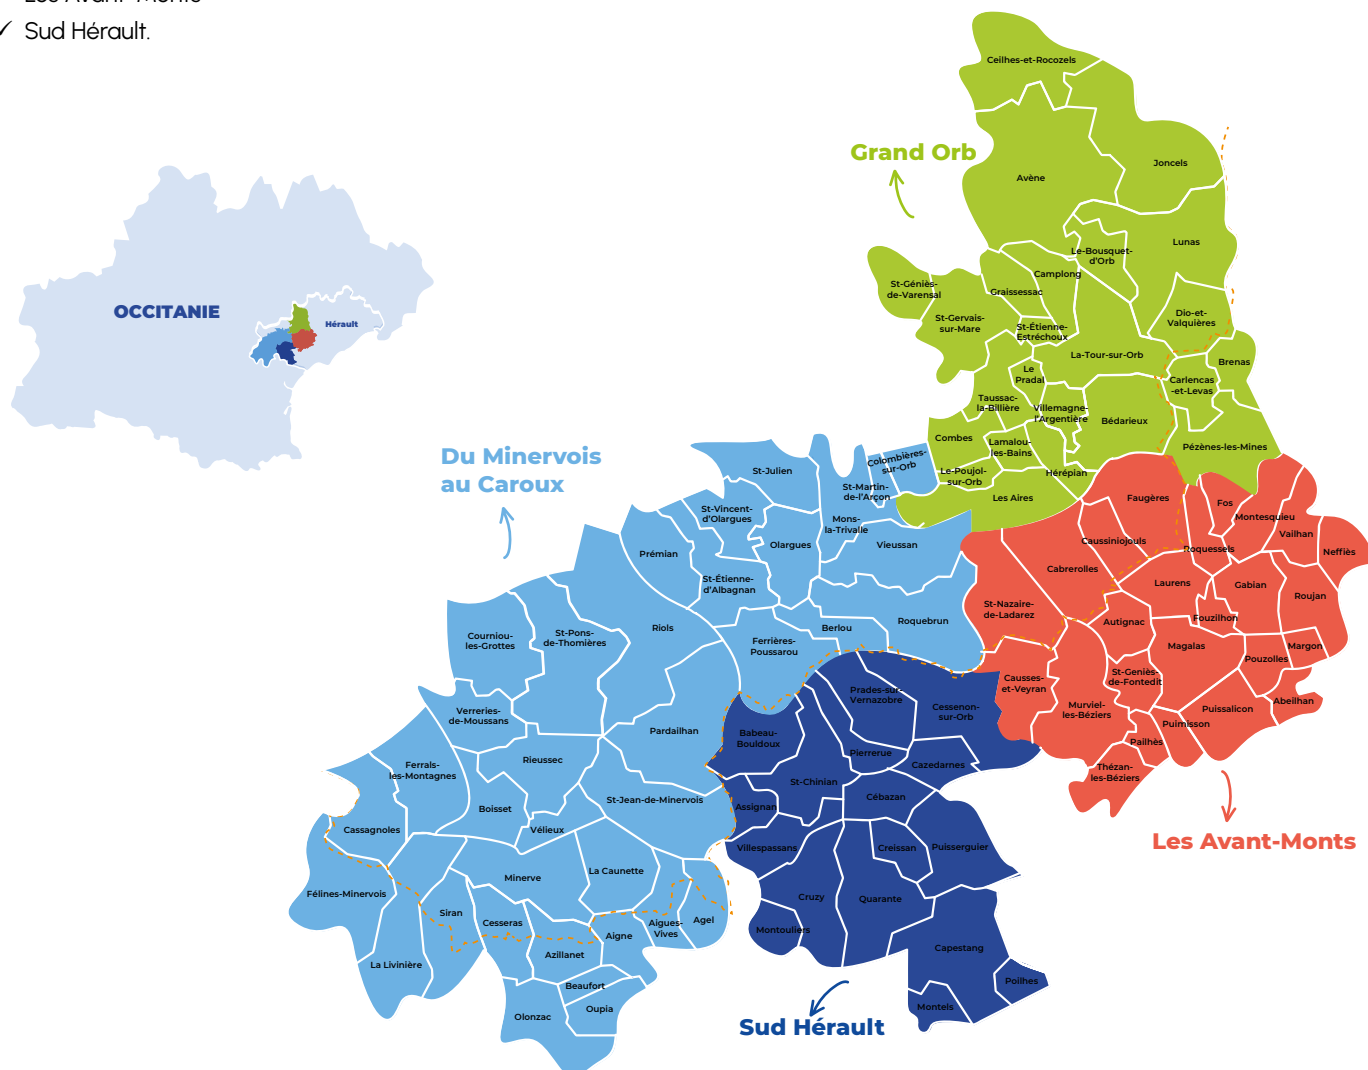 Les Avant-Monts
✓ Sud Hérault.
OCCITANIE
Hérault
Grand Orb
Ceilhes-et-Rocozels
Joncels
Avène
Lunas
Le-Bousquet-
d'Orb
Camplong
Graissessac
St-Géniès-
de-Varensal
St-Gervais-
sur-Mare
St-Étienne-
Estréchoux
Dio-et-
Valquières
La-Tour-sur-Orb
Brenas
Le
Pradal
Carlencas
-et-Levas
Taussac-
la-Billière
Villemagne-
l'Argentière
Bédarieux
Combes
Lamalou-
les-Bains
Pézènes-les-Mines
Le-Poujol-
sur-Orb
Hérépian
Les Aires
Du Minervois
au Caroux
St-Julien
Colombières-
sur-Orb
St-Martin-
de-l'Arçon
St-Vincent-
d'Olargues
Mons-
la-Trivalle
Olargues
Vieussan
Prémian
St-Étienne-
d'Albagnan
Riols
Berlou
Roquebrun
Ferrières-
Poussarou
Courniou-
les-Grottes
St-Pons-
de-Thomières
Verreries-
de-Moussans
Pardailhan
Rieussec
Ferrals-
les-Montagnes
St-Jean-de-Minervois
Boisset
Vélieux
Cassagnoles
La Caunette
Minerve
Félines-Minervois
Siran
Cesseras
Aigues-
Vives
Agel
Aigne
Azillanet
La Livinière
Beaufort
Oupia
Olonzac
Faugères
Fos
Montesquieu
Vailhan
Neffiès
Caussiniojouls
Roquessels
Cabrerolles
Laurens
Gabian
Roujan
St-Nazaire-
de-Ladarez
Autignac
Fouzilhon
Magalas
Margon
Pouzolles
Causses-
et-Veyran
St-Geniès-
de-Fontedit
Abeilhan
Murviel-
les-Béziers
Puissalicon
Puimisson
Pailhès
Thézan-
les-Béziers
Les Avant-Monts
Prades-sur-
Vernazobre
Cessenon-
sur-Orb
Babeau-
Bouldoux
Pierrerue
Cazedarnes
St-Chinian
Cébazan
Assignan
Villespassans
Creissan
Puisserguier
Cruzy
Quarante
Montouliers
Capestang
Poilhes
Montels
Sud Hérault